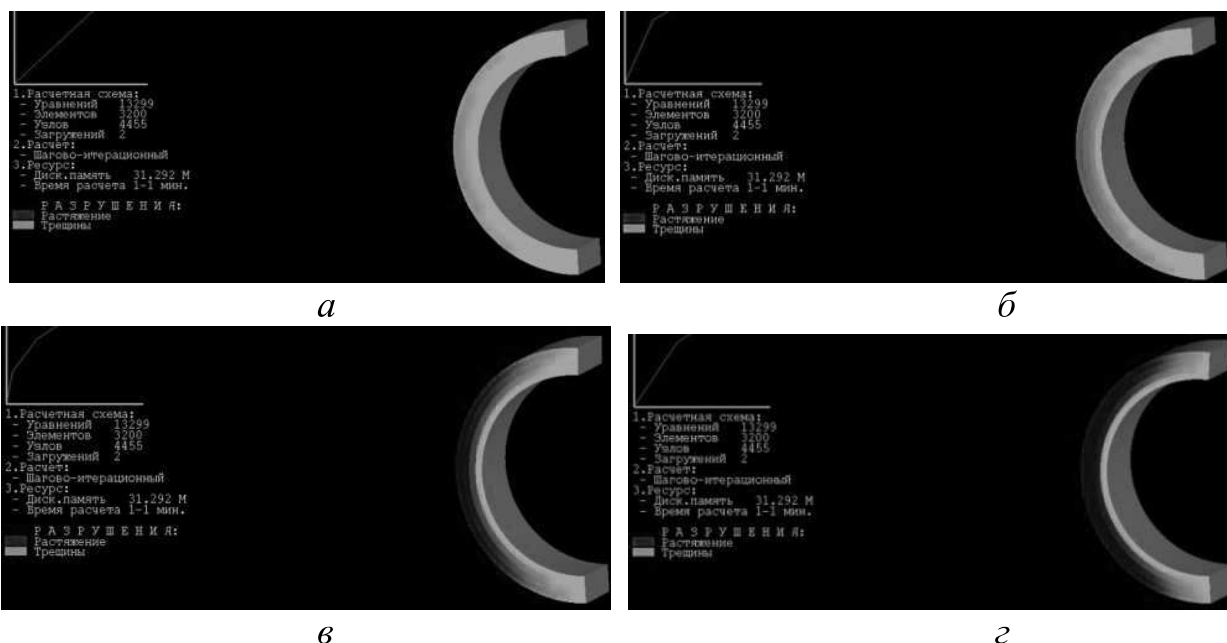 1.Расчетная схема:
- Уравнений 13299
- Элементов 3200
- Узлов 4455
- Загружений 2
2.Расчет:
- Шагово-итерационный
3.Ресурс:
- Диск.память 31.292 М
- Время расчета 1-1 мин.
Р А З Р У Ш Е Н И Я:
Растяжение
Трещины
а
1.Расчетная схема:
- Уравнений 13299
- Элементов 3200
- Узлов 4455
- Загружений 2
2.Расчет:
- Шагово-итерационный
3.Ресурс:
- Диск.память 31.292 М
- Время расчета 1-1 мин.
Р А З Р У Ш Е Н И Я:
Растяжение
Трещины
б
1.Расчетная схема:
- Уравнений 13299
- Элементов 3200
- Узлов 4455
- Загружений 2
2.Расчет:
- Шагово-итерационный
3.Ресурс:
- Диск.память 31.292 М
- Время расчета 1-1 мин.
Р А З Р У Ш Е Н И Я:
Растяжение
Трещины
в
1.Расчетная схема:
- Уравнений 13299
- Элементов 3200
- Узлов 4455
- Загружений 2
2.Расчет:
- Шагово-итерационный
3.Ресурс:
- Диск.память 31.292 М
- Время расчета 1-1 мин.
Р А З Р У Ш Е Н И Я:
Растяжение
Трещины
г